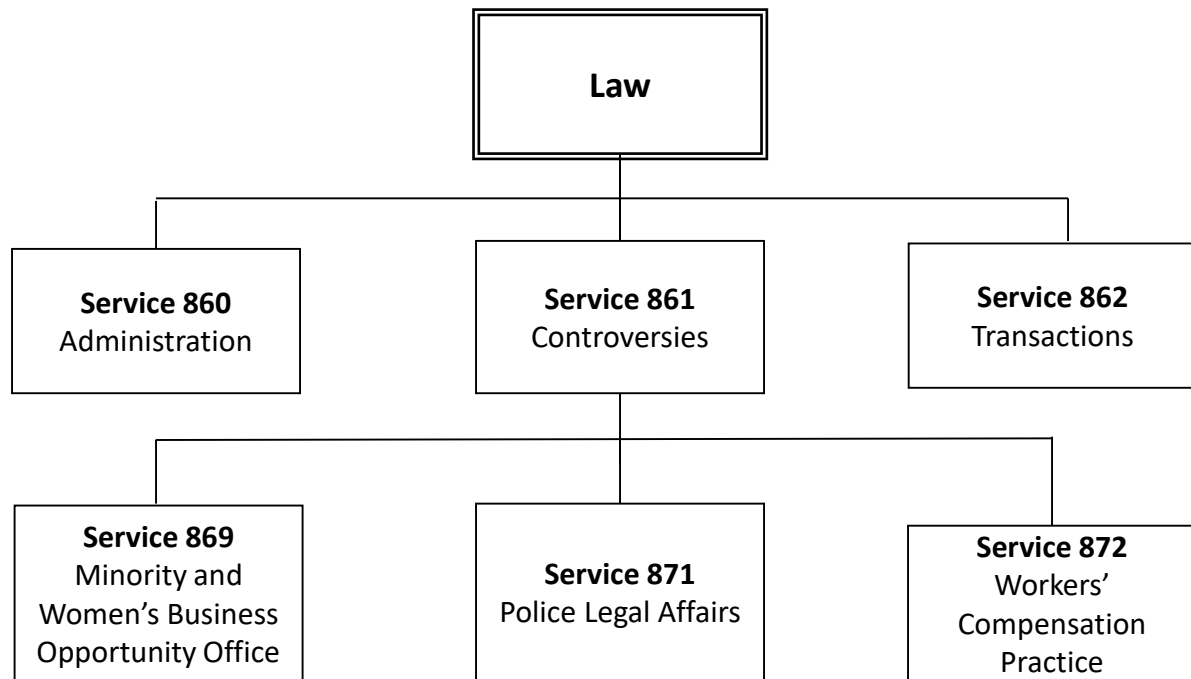 Law
Service 860
Administration
Service 861
Controversies
Service 862
Transactions
Service 869
Minority and
Women’s Business
Opportunity Office
Service 871
Police Legal Affairs
Service 872
Workers’
Compensation
Practice